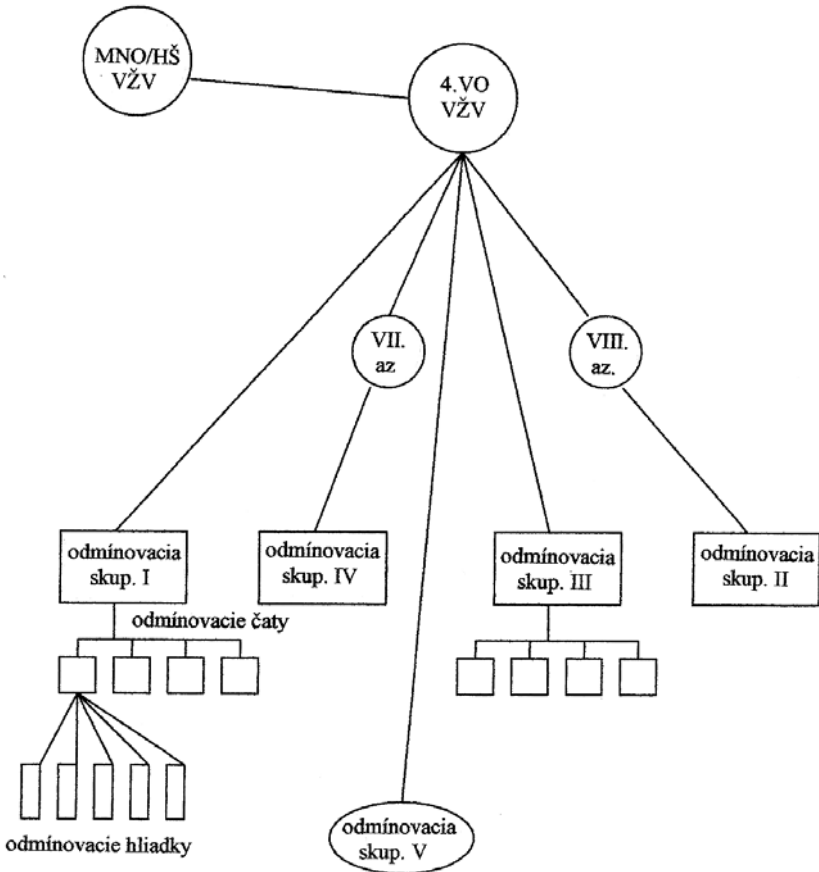 MNO/HŠ
VŽV
4.VO
VŽV
VII.
az
VIII.
az.
odmínovacia
skup. I
odmínovacia
skup. IV
odmínovacia
skup. III
odmínovacia
skup. II
odmínovacie čaty
odmínovacie hliadky
odmínovacia
skup. V